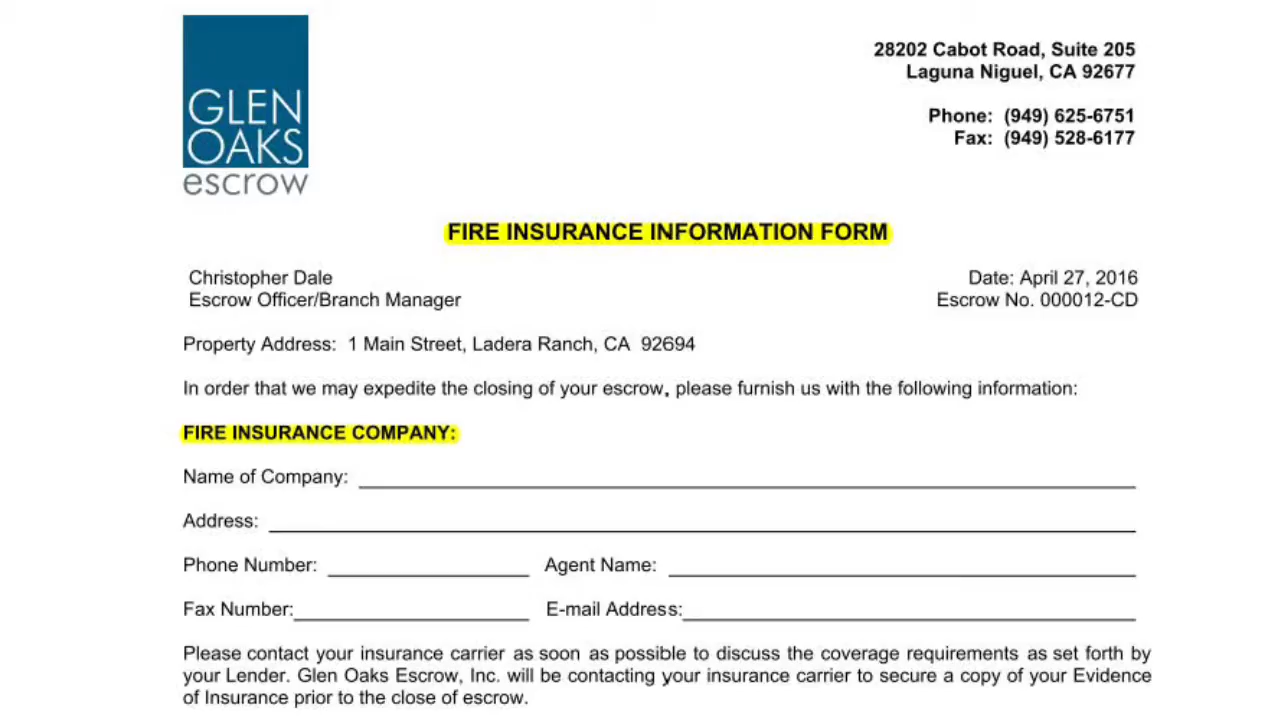 GLEN
OAKS
escrow
28202 Cabot Road, Suite 205
Laguna Niguel, CA 92677
Phone: (949) 625-6751
Fax: (949) 528-6177
FIRE INSURANCE INFORMATION FORM
Christopher Dale
Date: April 27, 2016
Escrow Officer/Branch Manager
Escrow No. 000012-CD
Property Address: 1 Main Street, Ladera Ranch, CA 92694
In order that we may expedite the closing of your escrow, please furnish us with the following information:
FIRE INSURANCE COMPANY:
Name of Company:
Address:
Phone Number: Agent Name:
Fax Number: E-mail Address:
Please contact your insurance carrier as soon as possible to discuss the coverage requirements as set forth by
your Lender. Glen Oaks Escrow, Inc. will be contacting your insurance carrier to secure a copy of your Evidence
of Insurance prior to the close of escrow.